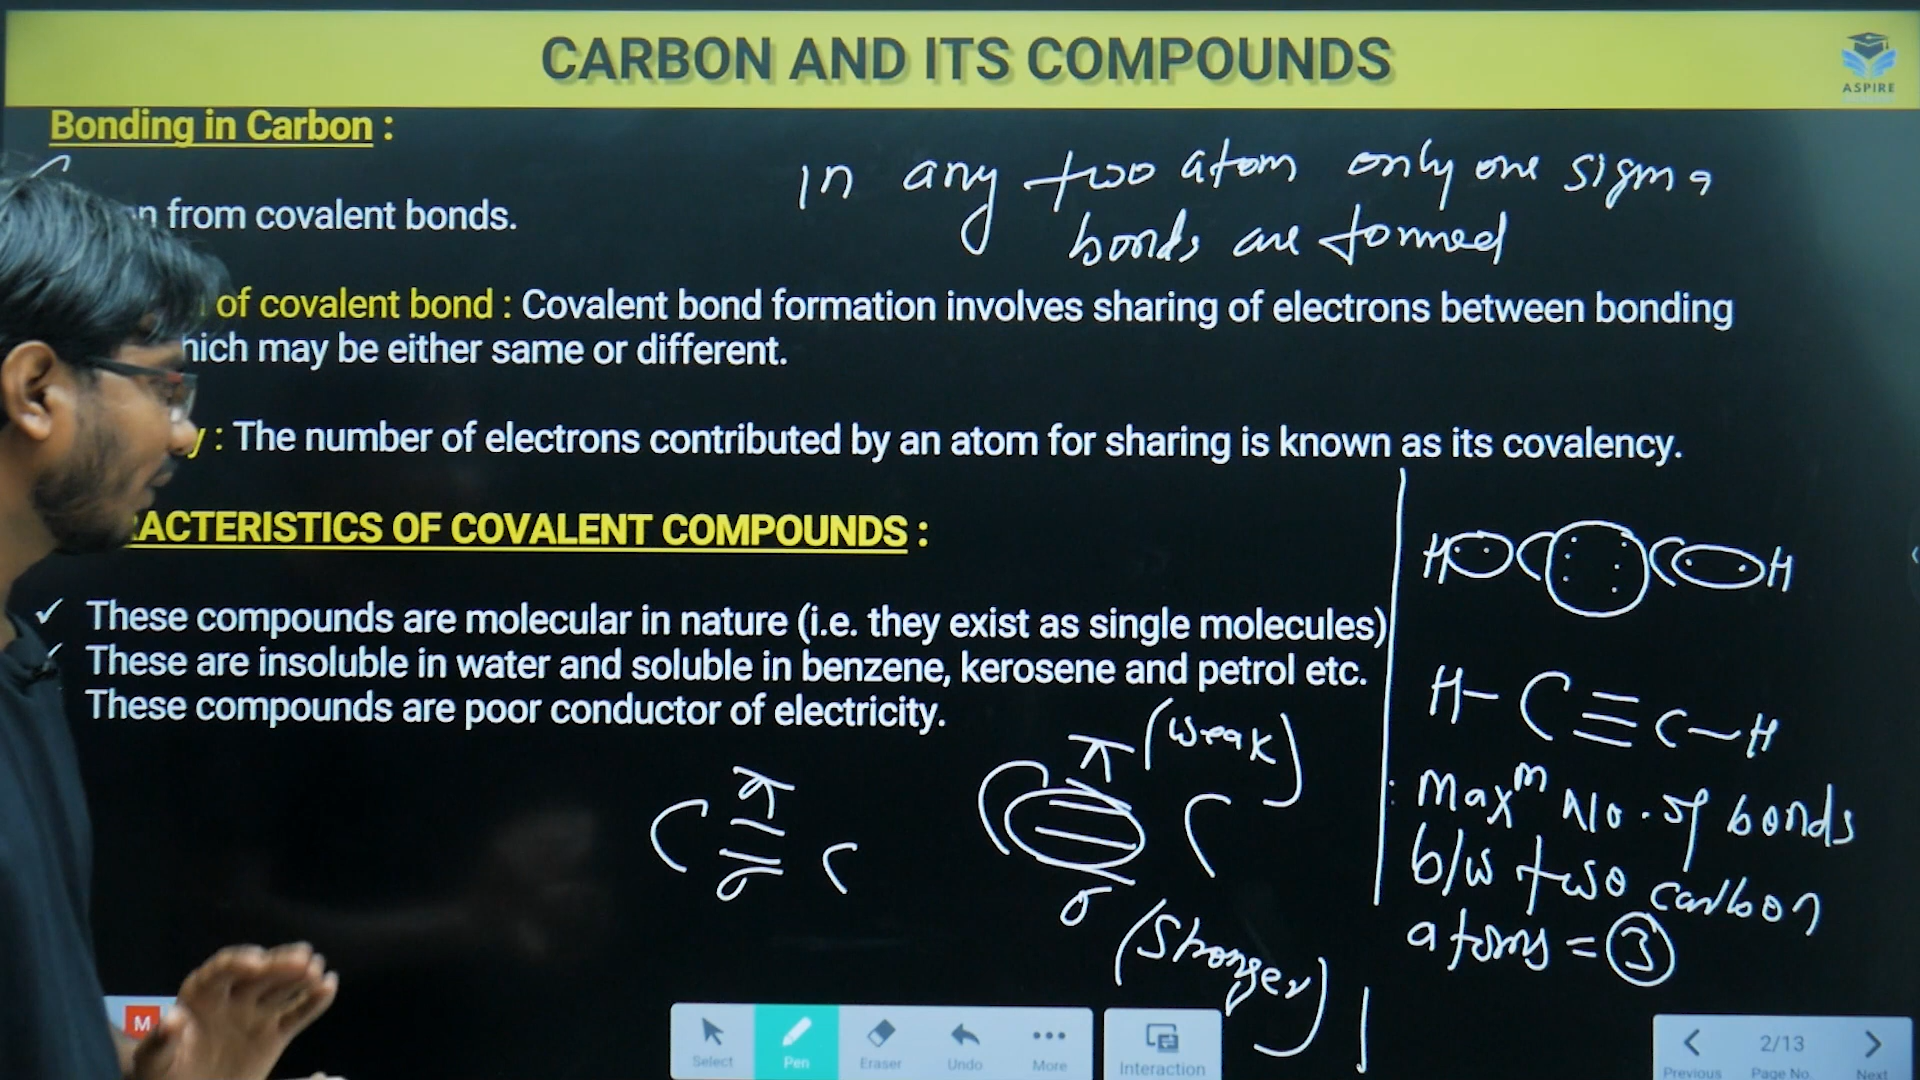 CARBON AND ITS COMPOUNDS
ASPIRE
Bonding in Carbon :
in any two atom only one sigma
bonds are formed
from covalent bonds.
of covalent bond : Covalent bond formation involves sharing of electrons between bonding
hich may be either same or different.
y : The number of electrons contributed by an atom for sharing is known as its covalency.
RACTERISTICS OF COVALENT COMPOUNDS :
H C C H
✓ These compounds are molecular in nature (i.e. they exist as single molecules)
✓ These are insoluble in water and soluble in benzene, kerosene and petrol etc.
These compounds are poor conductor of electricity.
H–C≡C–H
π
C = C
σ
π (weak)
C ≡ C
σ (Stronger)
Maxᵐ No. of bonds
b/w two carbon
atoms = 3
M
Select
Pen
Eraser
Undo
More
Interaction
Previous
2/13
Page No.
Next